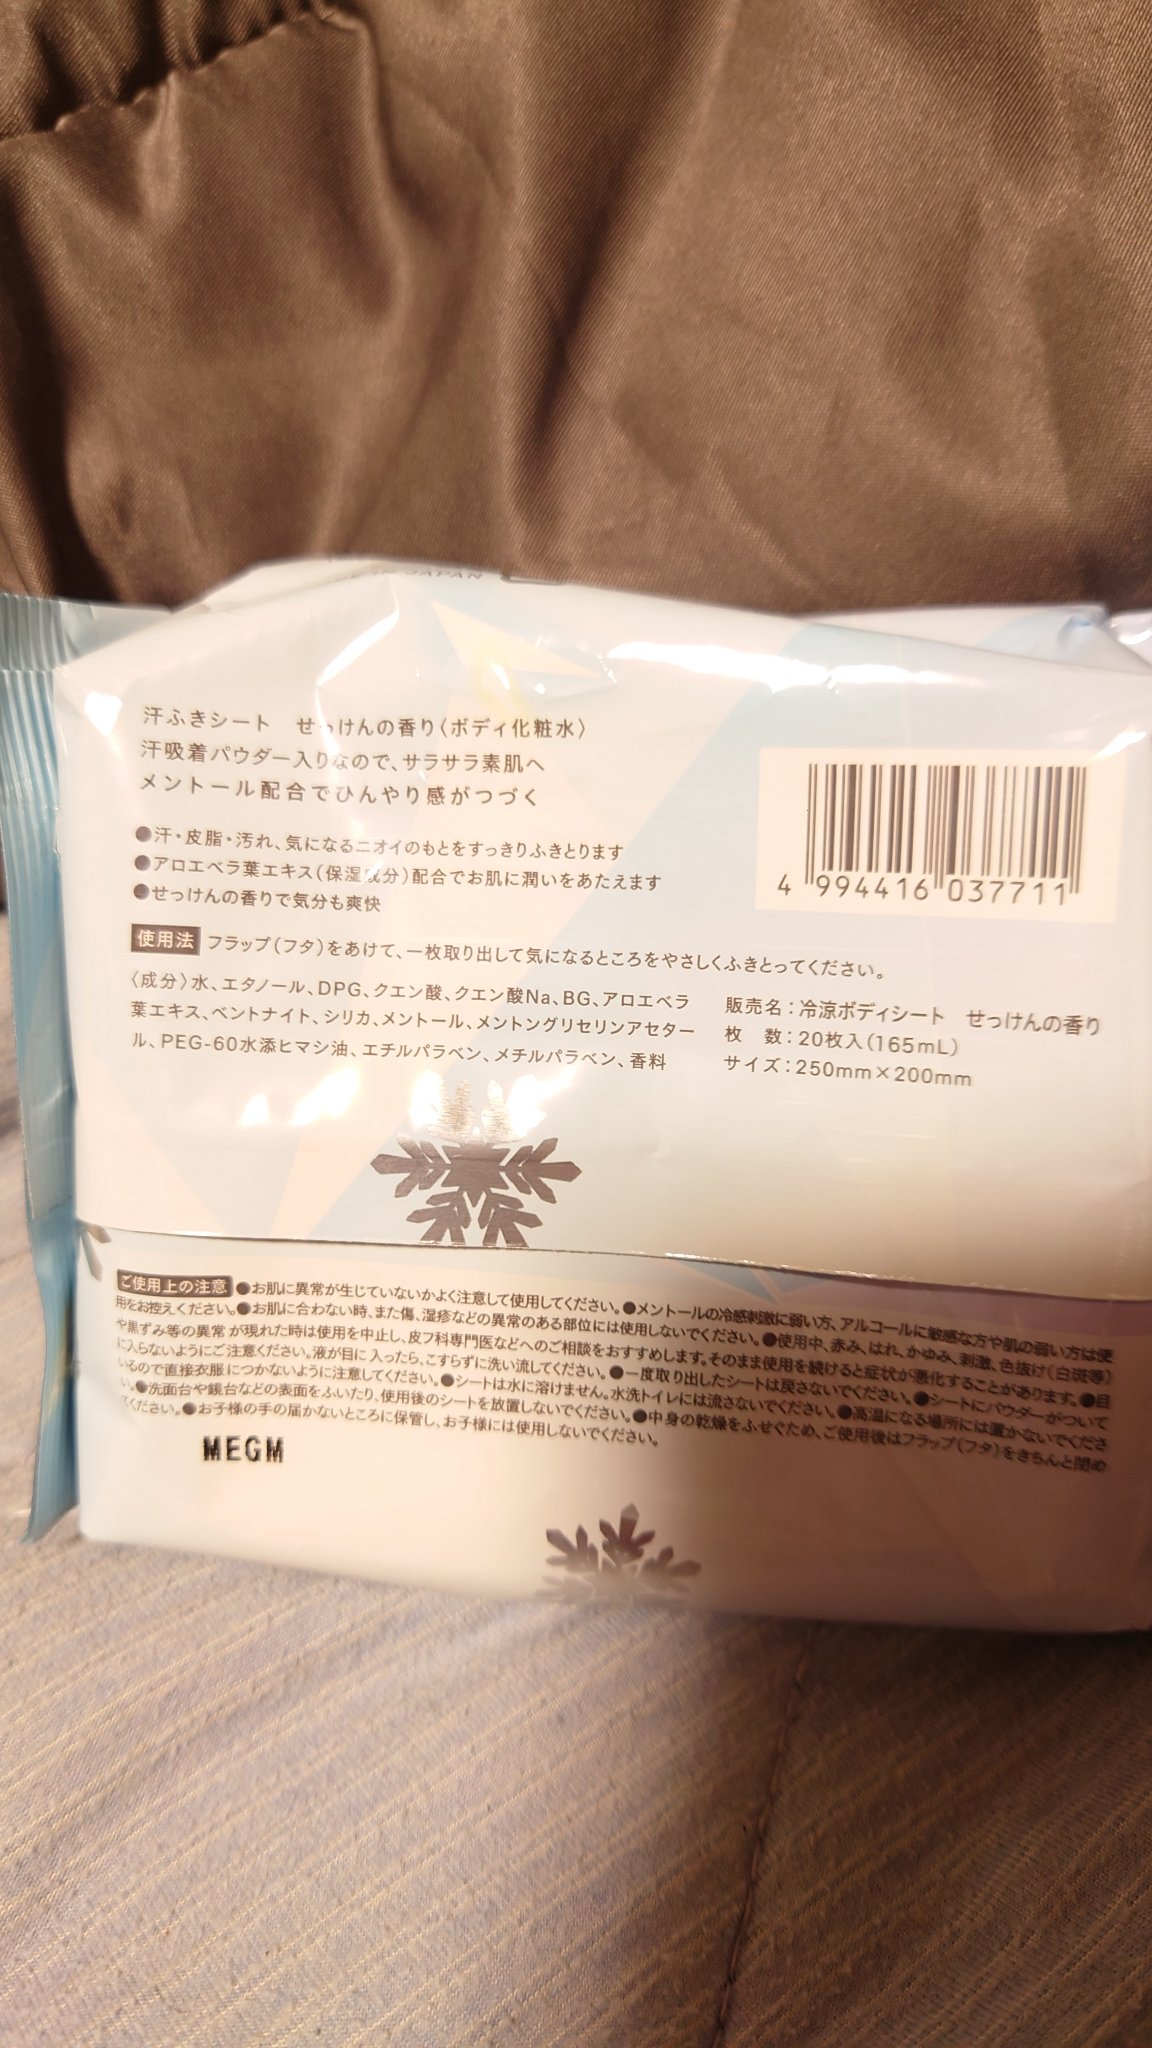 JAPAN
汗ふきシート せっけんの香り〈ボディ化粧水〉
汗吸着パウダー入りなので、サラサラ素肌へ
メントール配合でひんやり感がつづく
●汗・皮脂・汚れ、気になるニオイのもとをすっきりふきとります
●アロエベラ葉エキス(保湿成分)配合でお肌に潤いをあたえます
●せっけんの香りで気分も爽快
4 994416 037711
使用法 フラップ(フタ)をあけて、一枚取り出して気になるところをやさしくふきとってください。
〈成分〉水、エタノール、DPG、クエン酸、クエン酸Na、BG、アロエベラ
葉エキス、ベントナイト、シリカ、メントール、メントングリセリンアセター
ル、PEG-60水添ヒマシ油、エチルパラベン、メチルパラベン、香料
販売名:冷涼ボディシート せっけんの香り
枚 数:20枚入(165mL)
サイズ:250mm×200mm
ご使用上の注意 ●お肌に異常が生じていないかよく注意して使用してください。●メントールの冷感刺激に弱い方、アルコールに敏感な方や肌の弱い方は使
用をお控えください。●お肌に合わない時、また傷、湿疹などの異常のある部位には使用しないでください。●使用中、赤み、はれ、かゆみ、刺激、色抜け(白斑等)
や黒ずみ等の異常が現れた時は使用を中止し、皮フ科専門医などへのご相談をおすすめします。そのまま使用を続けると症状が悪化することがあります。●目
に入らないようにご注意ください。液が目に入ったら、こすらずに洗い流してください。●一度取り出したシートは戻さないでください。●シートにパウダーがついて
いるので直接衣服につかないように注意してください。●シートは水に溶けません。水洗トイレには流さないでください。●高温になる場所には置かないでくださ
い。●洗面台や鏡台などの表面をふいたり、使用後のシートを放置しないでください。●中身の乾燥をふせぐため、ご使用後はフラップ(フタ)をきちんと閉め
てください。●お子様の手の届かないところに保管し、お子様には使用しないでください。
MEGM